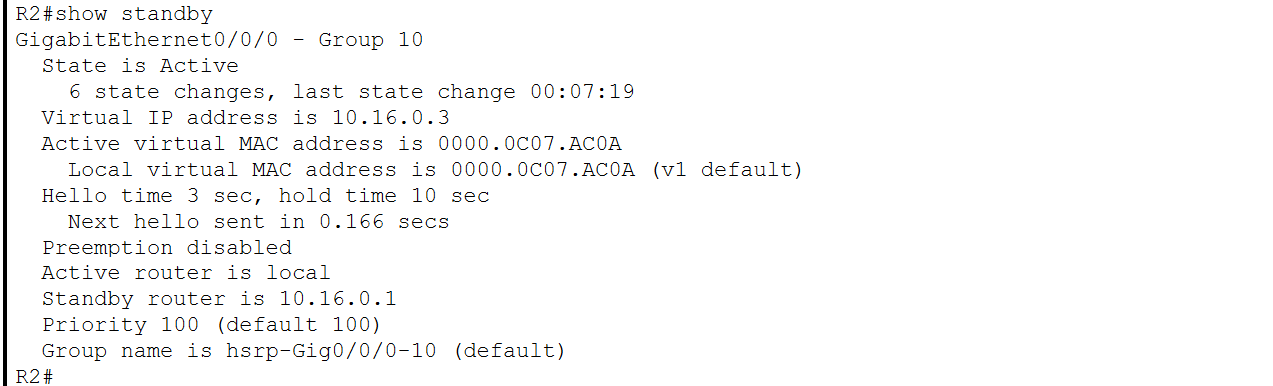 R2#show standby
GigabitEthernet0/0/0 - Group 10
State is Active
6 state changes, last state change 00:07:19
Virtual IP address is 10.16.0.3
Active virtual MAC address is 0000.0C07.AC0A
Local virtual MAC address is 0000.0C07.AC0A (v1 default)
Hello time 3 sec, hold time 10 sec
Next hello sent in 0.166 secs
Preemption disabled
Active router is local
Standby router is 10.16.0.1
Priority 100 (default 100)
Group name is hsrp-Gig0/0/0-10 (default)
R2#